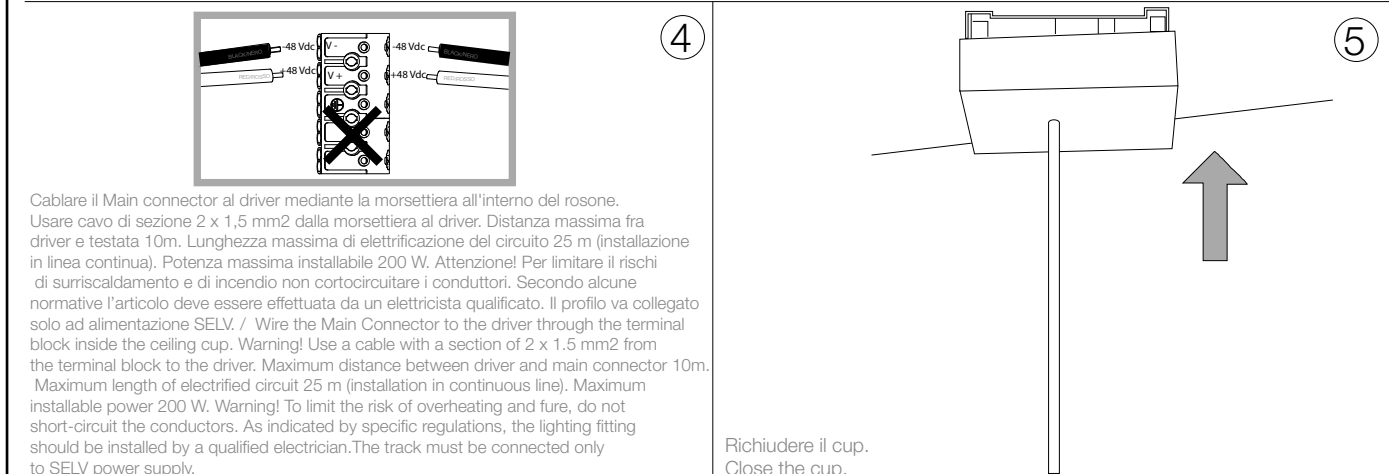 4
-48 Vdc
V -
-48 Vdc
BLACK/NERO
BLACK/NERO
+48 Vdc
V +
+48 Vdc
RED/ROSSO
RED/ROSSO
Cablare il Main connector al driver mediante la morsettiera all'interno del rosone.
Usare cavo di sezione 2 x 1,5 mm2 dalla morsettiera al driver. Distanza massima fra
driver e testata 10m. Lunghezza massima di elettrificazione del circuito 25 m (installazione
in linea continua). Potenza massima installabile 200 W. Attenzione! Per limitare il rischi
di surriscaldamento e di incendio non cortocircuitare i conduttori. Secondo alcune
normative l'articolo deve essere effettuata da un elettricista qualificato. Il profilo va collegato
solo ad alimentazione SELV. / Wire the Main Connector to the driver through the terminal
block inside the ceiling cup. Warning! Use a cable with a section of 2 x 1.5 mm2 from
the terminal block to the driver. Maximum distance between driver and main connector 10m.
Maximum length of electrified circuit 25 m (installation in continuous line). Maximum
installable power 200 W. Warning! To limit the risk of overheating and fure, do not
short-circuit the conductors. As indicated by specific regulations, the lighting fitting
should be installed by a qualified electrician.The track must be connected only
to SELV power supply.
5
Richiudere il cup.
Close the cup.